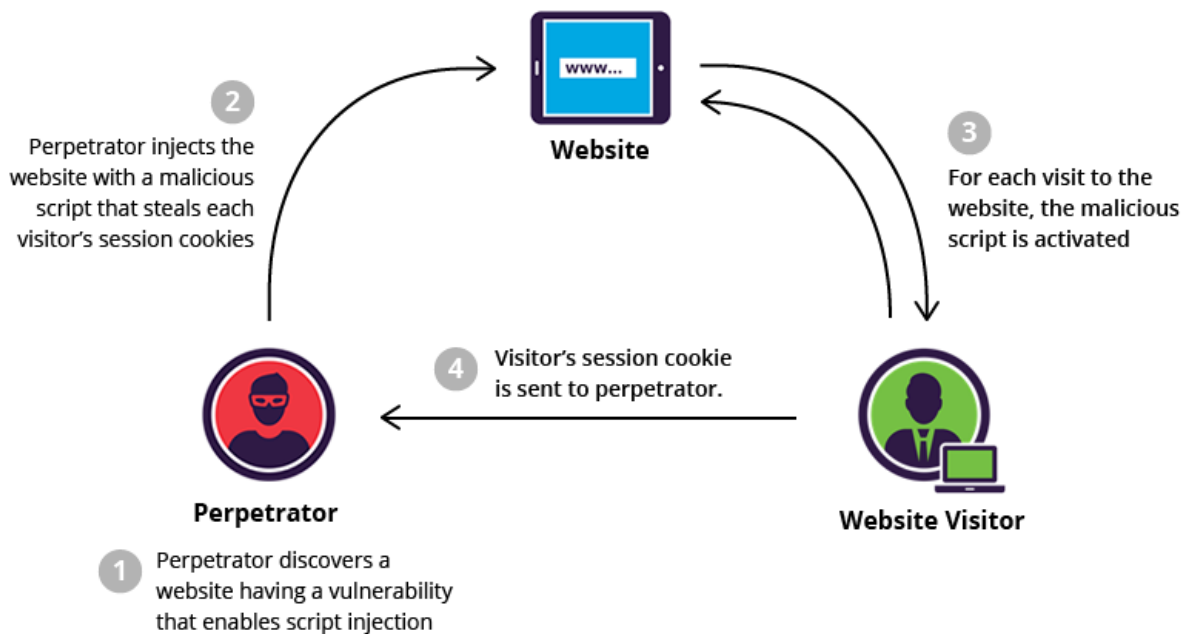 www...
Website
2
Perpetrator injects the
website with a malicious
script that steals each
visitor's session cookies
3
For each visit to the
website, the malicious
script is activated
4
Visitor's session cookie
is sent to perpetrator.
Perpetrator
Website Visitor
1
Perpetrator discovers a
website having a vulnerability
that enables script injection